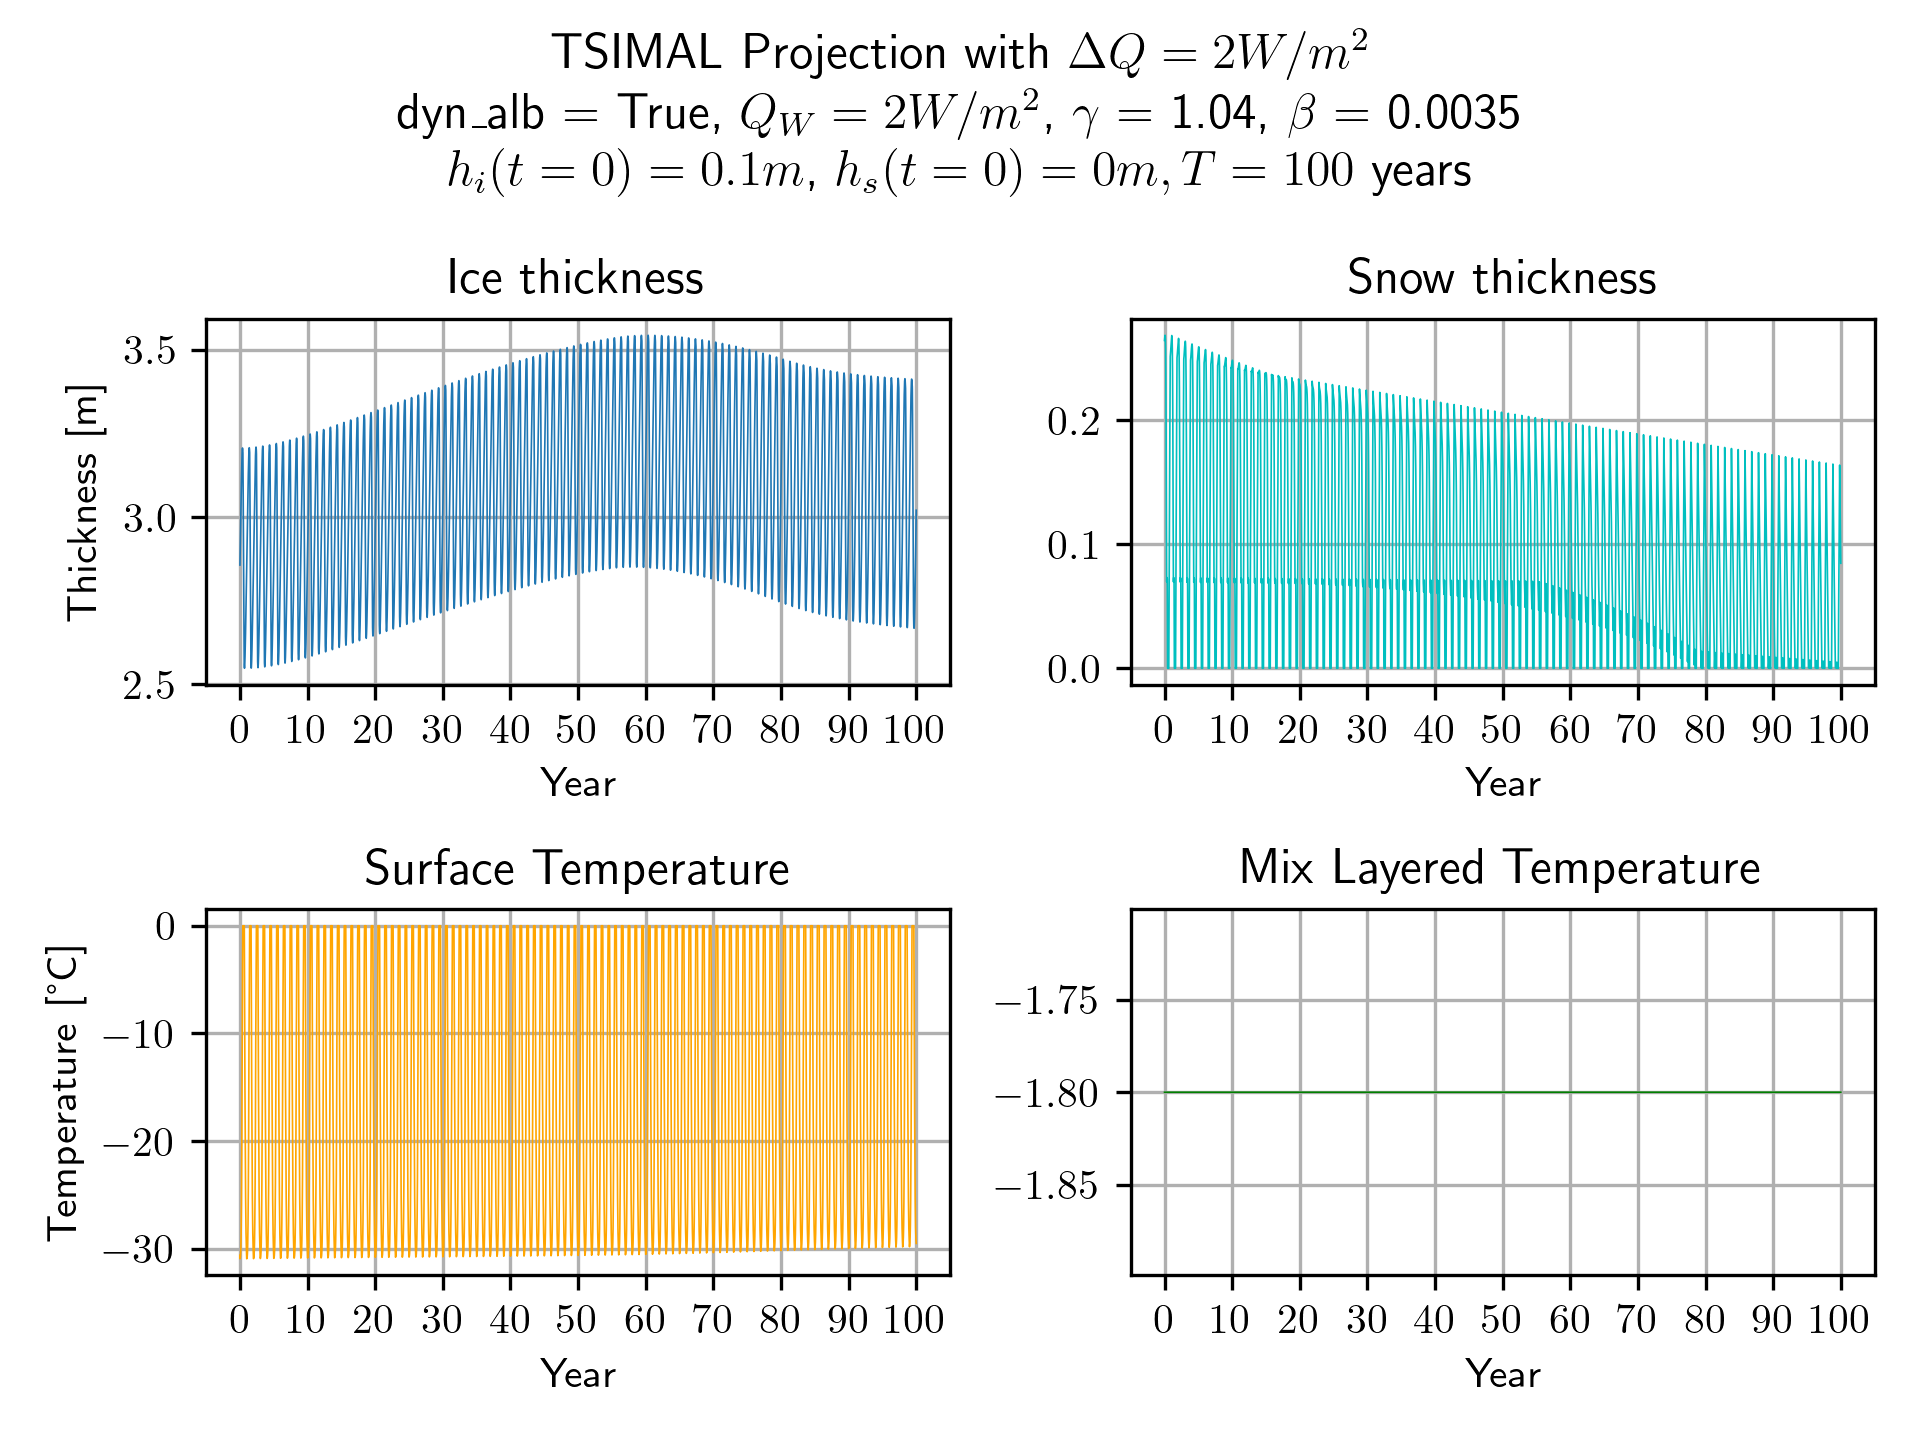 TSIMAL Projection with ΔQ = 2W/m²
dyn_alb = True, Q_W = 2W/m², γ = 1.04, β = 0.0035
h_i(t = 0) = 0.1m, h_s(t = 0) = 0m, T = 100 years
Ice thickness
Thickness [m]
3.5
3.0
2.5
0 10 20 30 40 50 60 70 80 90 100
Year
Snow thickness
0.2
0.1
0.0
0 10 20 30 40 50 60 70 80 90 100
Year
Surface Temperature
Temperature [°C]
0
−10
−20
−30
0 10 20 30 40 50 60 70 80 90 100
Year
Mix Layered Temperature
−1.75
−1.80
−1.85
0 10 20 30 40 50 60 70 80 90 100
Year